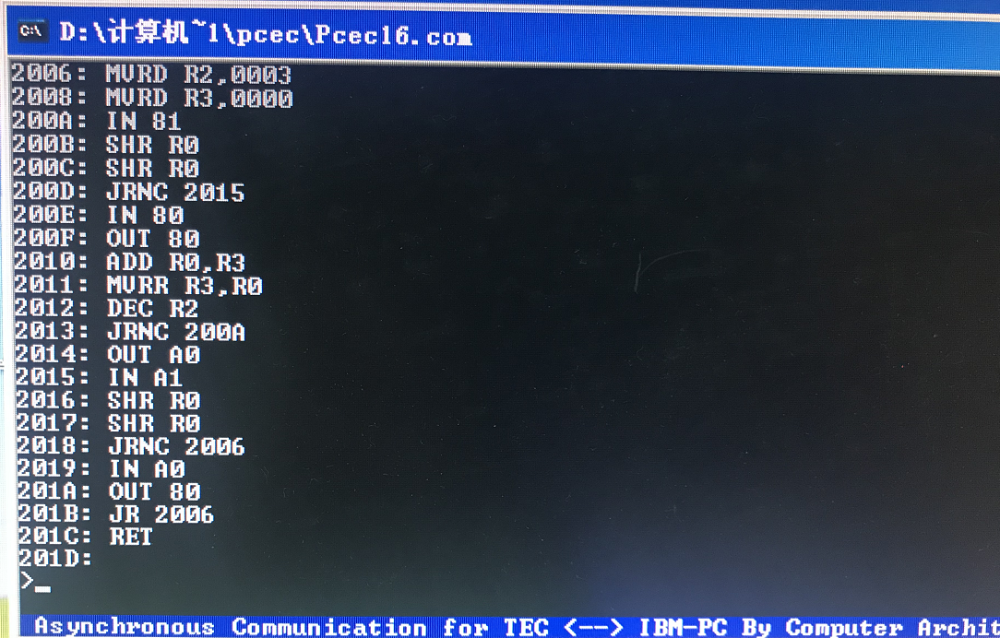 C:\ D:\计算机~1\pcec\Pcec16.com
2006: MVRD R2,0003
2008: MVRD R3,0000
200A: IN 81
200B: SHR R0
200C: SHR R0
200D: JRNC 2015
200E: IN 80
200F: OUT 80
2010: ADD R0,R3
2011: MVRR R3,R0
2012: DEC R2
2013: JRNC 200A
2014: OUT A0
2015: IN A1
2016: SHR R0
2017: SHR R0
2018: JRNC 2006
2019: IN A0
201A: OUT 80
201B: JR 2006
201C: RET
201D:
>_
Asynchronous Communication for TEC <--> IBM-PC By Computer Archit